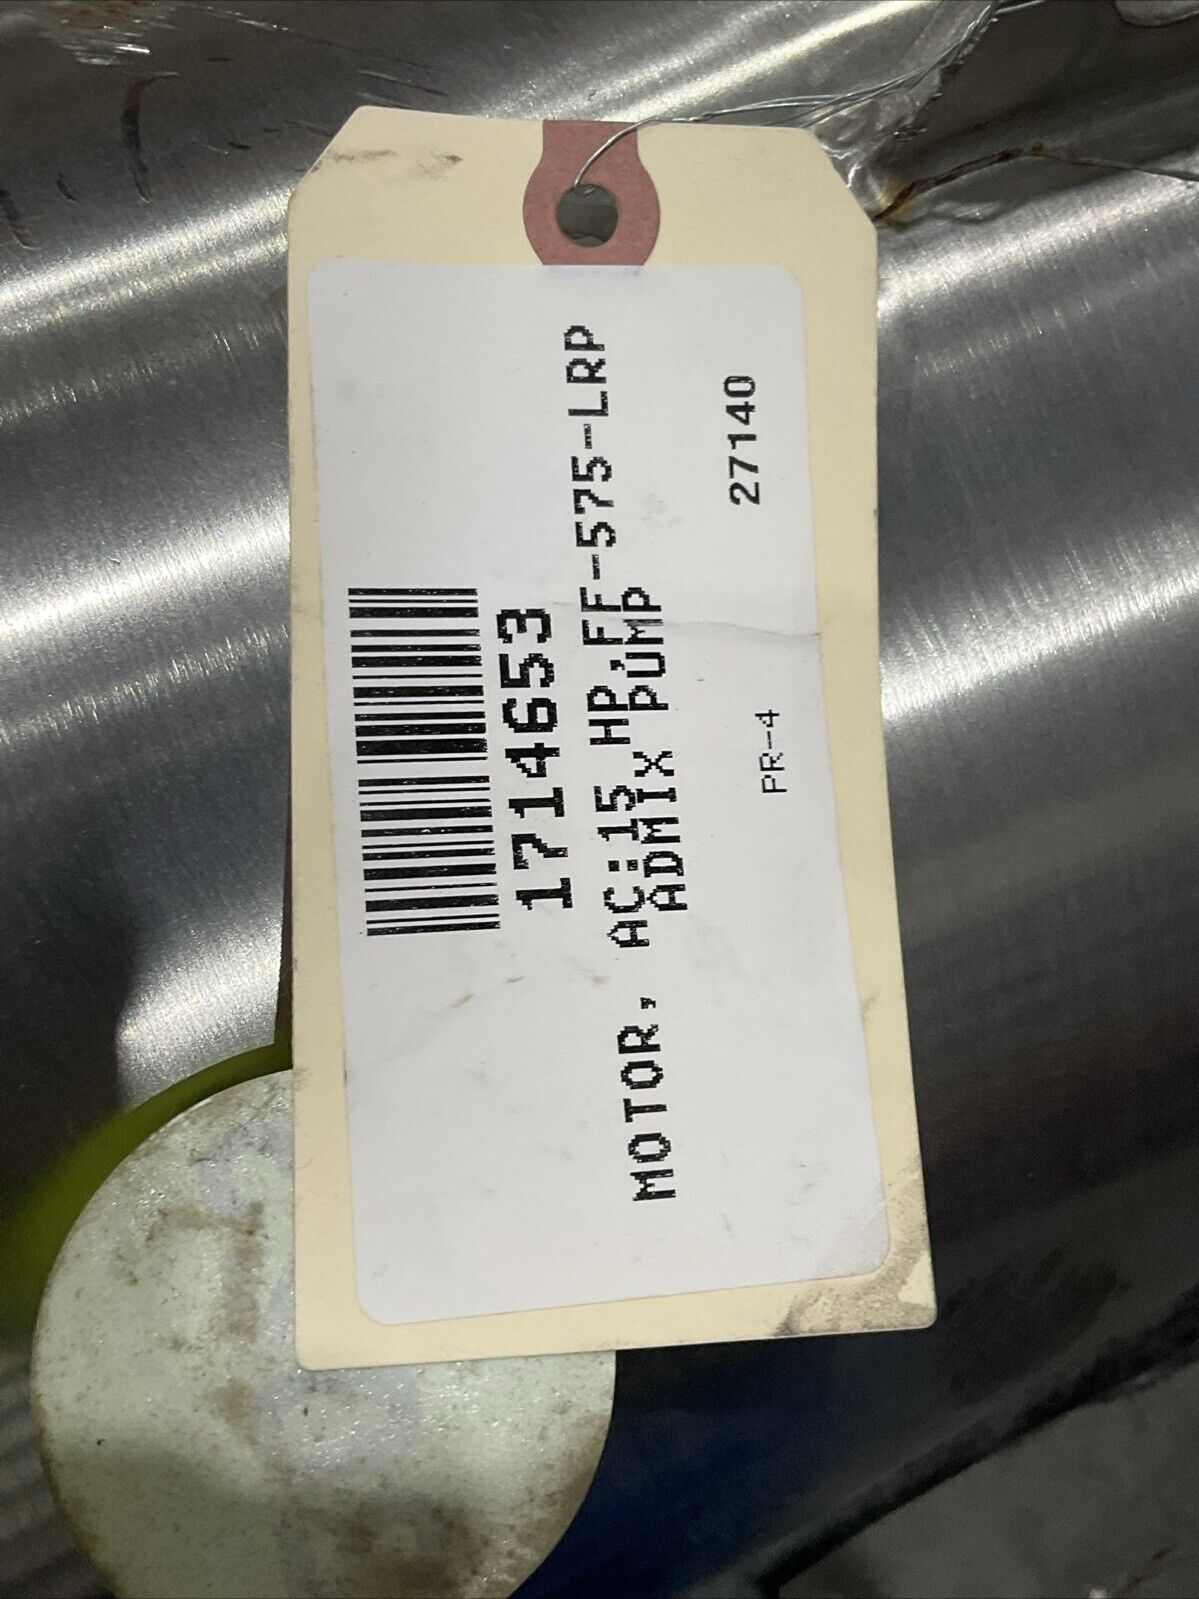 1714653
MOTOR, AC:15 HP,FF-575-LRP
ADMIX PUMP
27140
PR-4